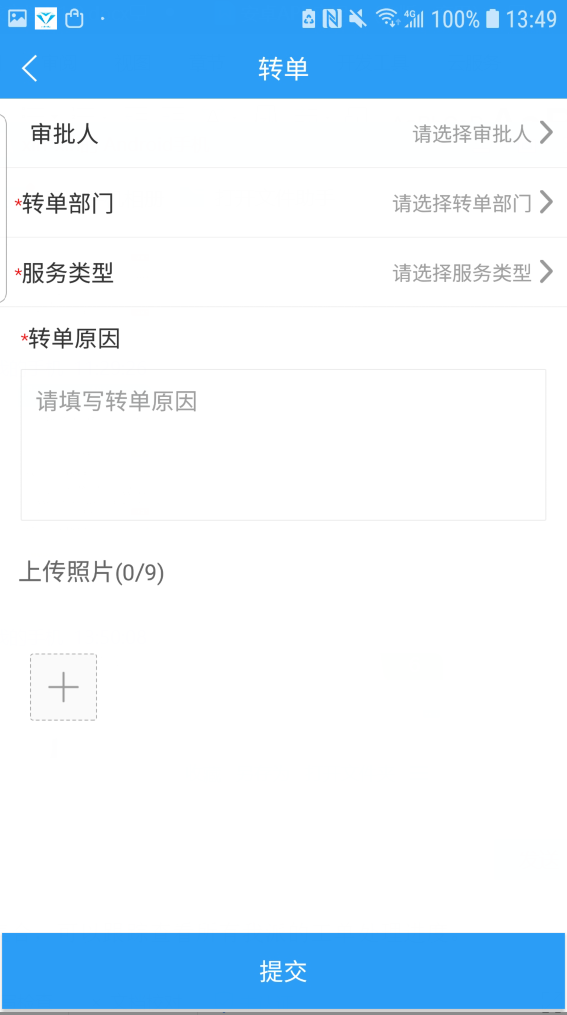 4G 100% 13:49
转单
审批人 请选择审批人
*转单部门 请选择转单部门
*服务类型 请选择服务类型
*转单原因
请填写转单原因
上传照片(0/9)
提交